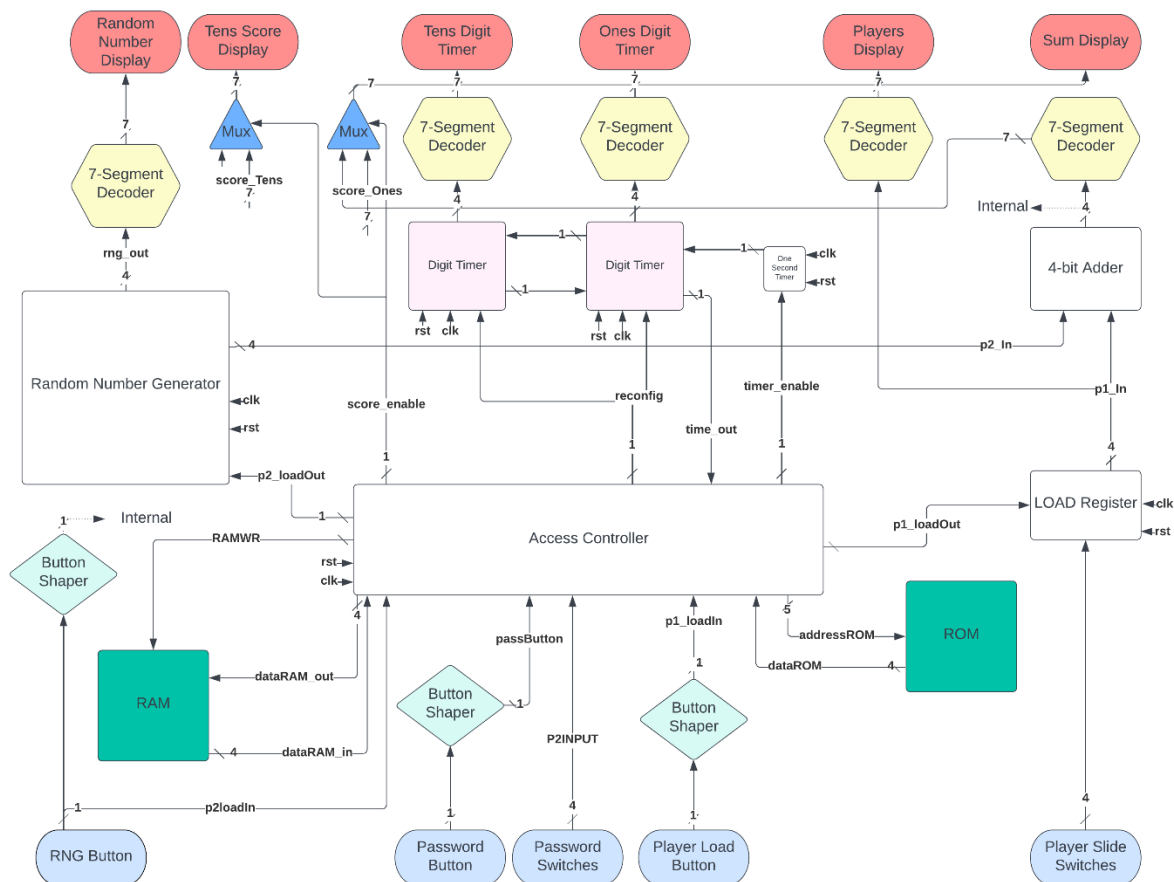 Random
Number
Display
Tens Score
Display
Tens Digit
Timer
Ones Digit
Timer
Players
Display
Sum Display
7
7
7
7
7
7
Mux
Mux
7-Segment
Decoder
7-Segment
Decoder
7-Segment
Decoder
7-Segment
Decoder
7
7
7-Segment
Decoder
score_Tens
7
score_Ones
7
4
4
Internal
4
rng_out
4
Digit Timer
1
Digit Timer
1
One
Second
Timer
clk
rst
4-bit Adder
1
1
rst
clk
rst
clk
Random Number Generator
4
p2_In
clk
rst
score_enable
reconfig
timer_enable
time_out
p1_In
1
1
1
4
p2_loadOut
1
Access Controller
p1_loadOut
LOAD Register
clk
rst
1
Internal
RAMWR
rst
clk
Button
Shaper
4
passButton
p1_loadIn
5
addressROM
dataROM
4
ROM
RAM
dataRAM_out
4
dataRAM_in
Button
Shaper
1
P2INPUT
1
Button
Shaper
1
p2loadIn
1
4
1
4
RNG Button
Password
Button
Password
Switches
Player Load
Button
Player Slide
Switches